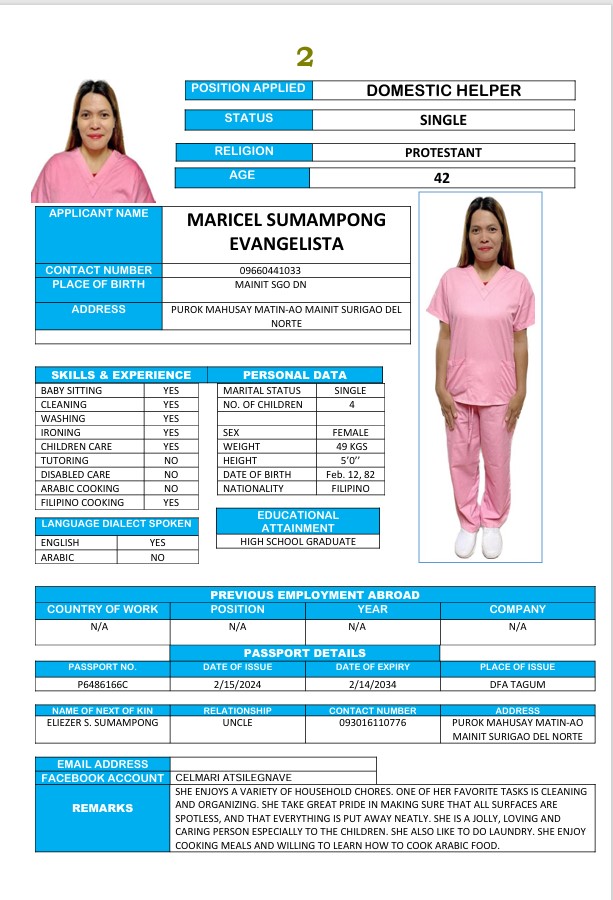 2
POSITION APPLIED DOMESTIC HELPER
STATUS SINGLE
RELIGION PROTESTANT
AGE 42
APPLICANT NAME MARICEL SUMAMPONG
EVANGELISTA
CONTACT NUMBER 09660441033
PLACE OF BIRTH MAINIT SGO DN
ADDRESS PUROK MAHUSAY MATIN-AO MAINIT SURIGAO DEL
NORTE
SKILLS & EXPERIENCE
BABY SITTING YES
CLEANING YES
WASHING YES
IRONING YES
CHILDREN CARE YES
TUTORING NO
DISABLED CARE NO
ARABIC COOKING NO
FILIPINO COOKING YES
LANGUAGE DIALECT SPOKEN
ENGLISH YES
ARABIC NO
PERSONAL DATA
MARITAL STATUS SINGLE
NO. OF CHILDREN 4
SEX FEMALE
WEIGHT 49 KGS
HEIGHT 5'0''
DATE OF BIRTH Feb. 12, 82
NATIONALITY FILIPINO
EDUCATIONAL
ATTAINMENT
HIGH SCHOOL GRADUATE
PREVIOUS EMPLOYMENT ABROAD
COUNTRY OF WORK POSITION YEAR COMPANY
N/A N/A N/A N/A
PASSPORT DETAILS
PASSPORT NO. DATE OF ISSUE DATE OF EXPIRY PLACE OF ISSUE
P6486166C 2/15/2024 2/14/2034 DFA TAGUM
NAME OF NEXT OF KIN RELATIONSHIP CONTACT NUMBER ADDRESS
ELIEZER S. SUMAMPONG UNCLE 093016110776 PUROK MAHUSAY MATIN-AO
MAINIT SURIGAO DEL NORTE
EMAIL ADDRESS
FACEBOOK ACCOUNT CELMARI ATSILEGNAVE
REMARKS
SHE ENJOYS A VARIETY OF HOUSEHOLD CHORES. ONE OF HER FAVORITE TASKS IS CLEANING
AND ORGANIZING. SHE TAKE GREAT PRIDE IN MAKING SURE THAT ALL SURFACES ARE
SPOTLESS, AND THAT EVERYTHING IS PUT AWAY NEATLY. SHE IS A JOLLY, LOVING AND
CARING PERSON ESPECIALLY TO THE CHILDREN. SHE ALSO LIKE TO DO LAUNDRY. SHE ENJOY
COOKING MEALS AND WILLING TO LEARN HOW TO COOK ARABIC FOOD.